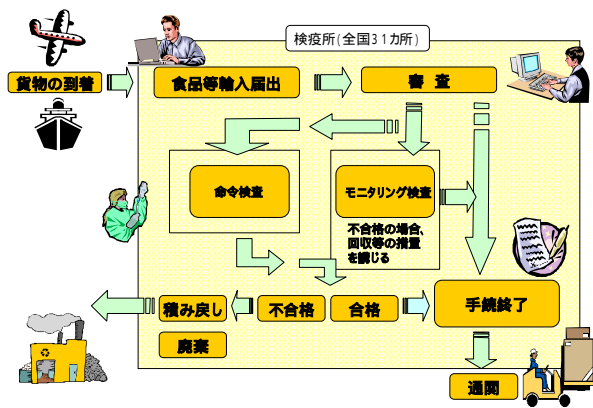 検疫所(全国31カ所)
貨物の到着
食品等輸入届出
審 査
命令検査
モニタリング検査
不合格の場合、
回収等の措置
を講じる
積み戻し
不合格
合格
手続終了
廃棄
通関